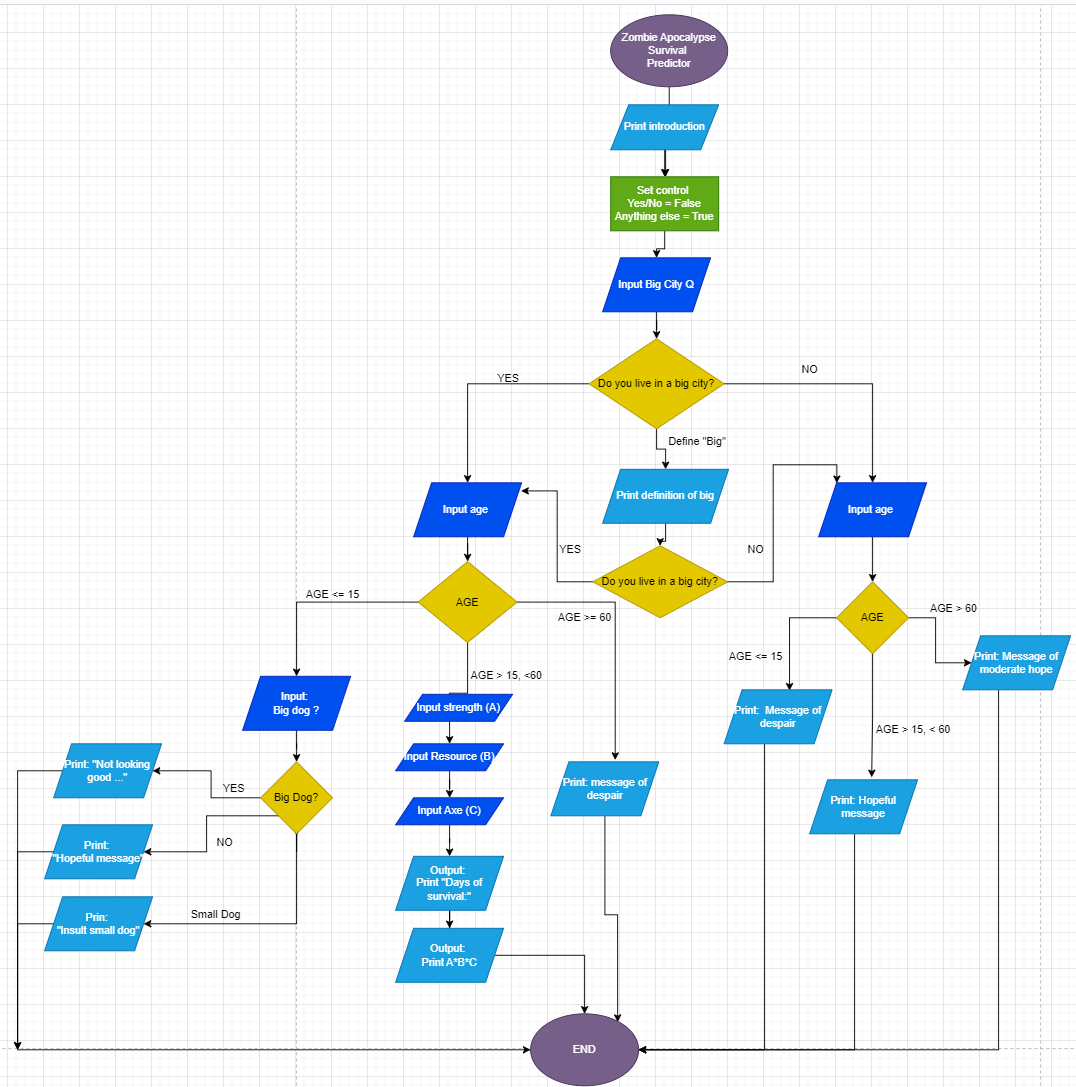 Zombie Apocalypse
Survival
Predictor
Print introduction
Set control
Yes/No = False
Anything else = True
Input Big City Q
Do you live in a big city?
YES
NO
Define "Big"
Print definition of big
Do you live in a big city?
YES
NO
Input age
Input age
AGE
AGE <= 15
AGE >= 60
AGE > 15, <60
AGE
AGE > 60
AGE <= 15
AGE > 15, < 60
Print: Message of
moderate hope
Print: Message of
despair
Print: Hopeful
message
Input:
Big dog ?
Input strength (A)
Input Resource (B)
Input Axe (C)
Print: message of
despair
Big Dog?
YES
NO
Small Dog
Print: "Not looking
good ..."
Print:
"Hopeful message"
Prin:
"Insult small dog"
Output:
Print "Days of
survival:"
Output:
Print A*B*C
END